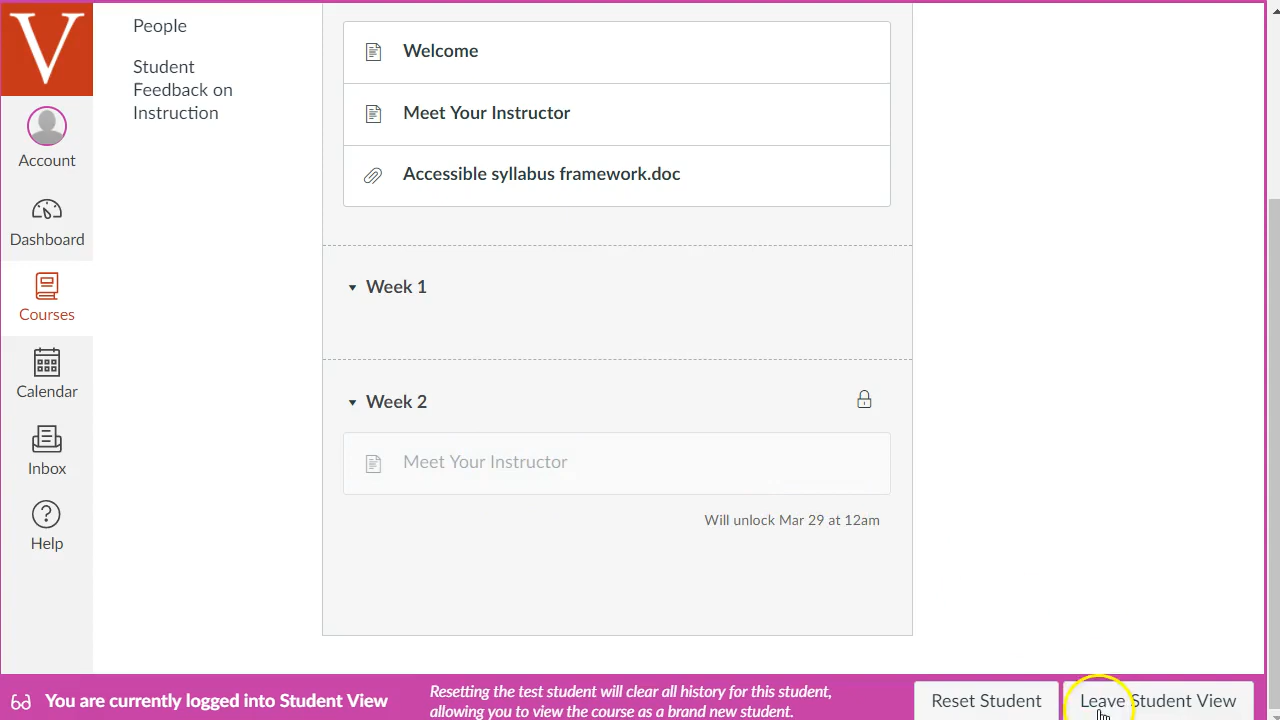 V
Account
Dashboard
Courses
Calendar
Inbox
Help
People
Student
Feedback on
Instruction
Welcome
Meet Your Instructor
Accessible syllabus framework.doc
Week 1
Week 2
Meet Your Instructor
Will unlock Mar 29 at 12am
You are currently logged into Student View
Resetting the test student will clear all history for this student,
allowing you to view the course as a brand new student.
Reset Student
Leave Student View